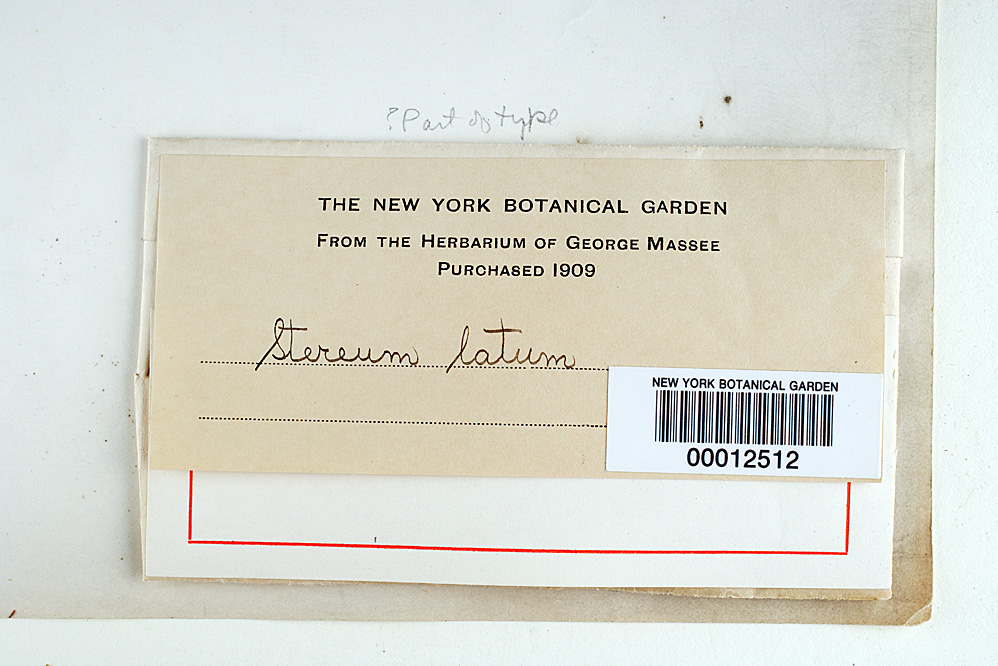 ? Part of type
THE NEW YORK BOTANICAL GARDEN
FROM THE HERBARIUM OF GEORGE MASSEE
PURCHASED 1909
Stereum latum
NEW YORK BOTANICAL GARDEN
00012512